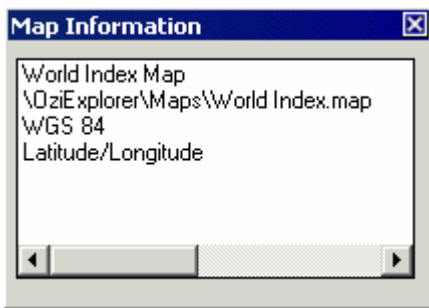 Map Information
World Index Map
\OziExplorer\Maps\World Index.map
WGS 84
Latitude/Longitude